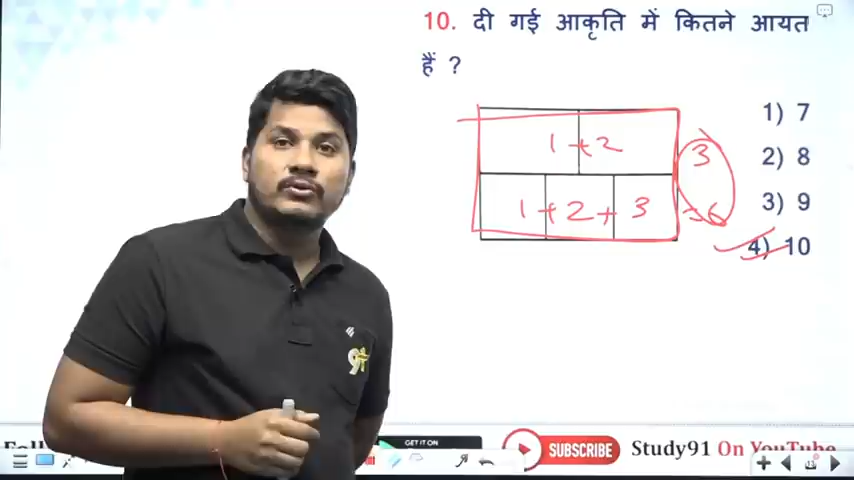 10. दी गई आकृति में कितने आयत
हैं ?
1) 7
2) 8
3) 9
4) 10
1 + 2
3
1 + 2 + 3
= 6
91
GET IT ON
SUBSCRIBE
Study91 On YouTube